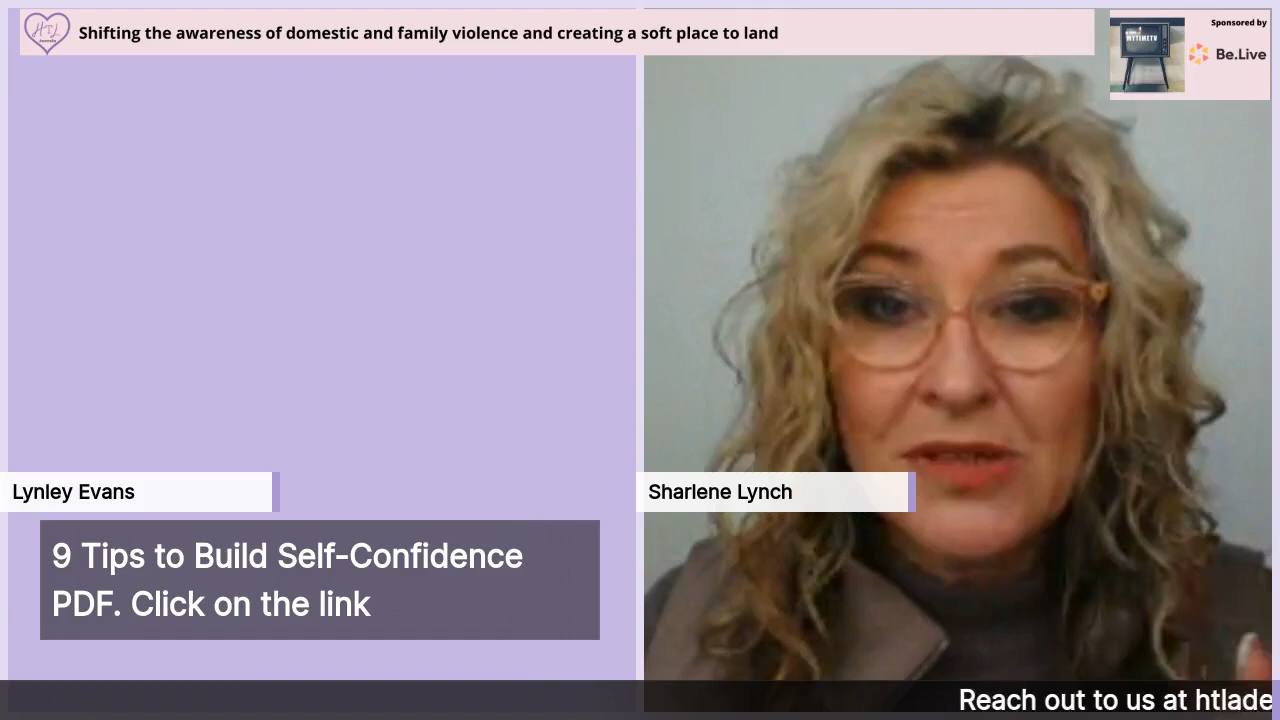 HTL
Shifting the awareness of domestic and family violence and creating a soft place to land
Sponsored by
MYTIMETV
Be.Live
Lynley Evans
Sharlene Lynch
9 Tips to Build Self-Confidence
PDF. Click on the link
Reach out to us at htlade